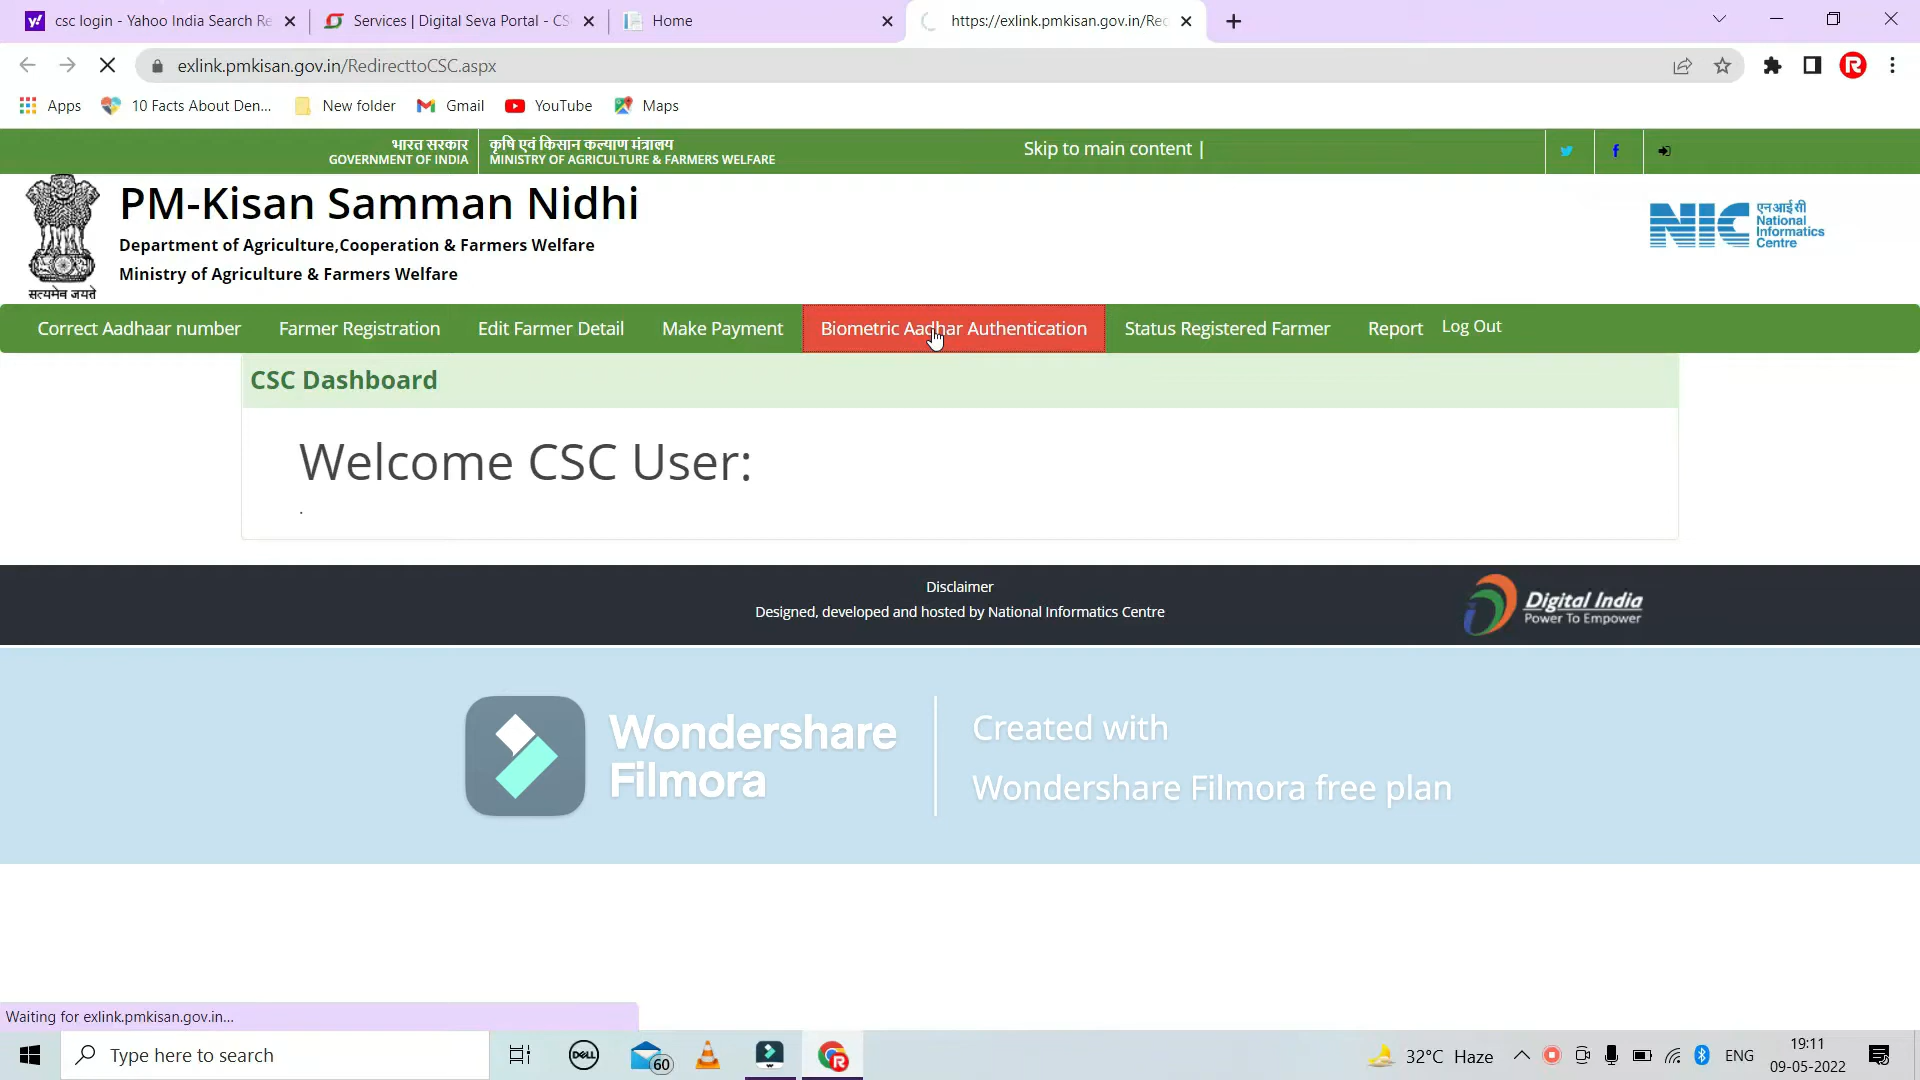 csc login - Yahoo India Search Re
Services | Digital Seva Portal - CS
Home
https://exlink.pmkisan.gov.in/Rec
exlink.pmkisan.gov.in/RedirecttoCSC.aspx
Apps
10 Facts About Den...
New folder
Gmail
YouTube
Maps
भारत सरकार
GOVERNMENT OF INDIA
कृषि एवं किसान कल्याण मंत्रालय
MINISTRY OF AGRICULTURE & FARMERS WELFARE
Skip to main content |
सत्यमेव जयते
PM-Kisan Samman Nidhi
Department of Agriculture,Cooperation & Farmers Welfare
Ministry of Agriculture & Farmers Welfare
NIC
एन आई सी
National
Informatics
Centre
Correct Aadhaar number
Farmer Registration
Edit Farmer Detail
Make Payment
Biometric Aadhar Authentication
Status Registered Farmer
Report
Log Out
CSC Dashboard
Welcome CSC User:
.
Disclaimer
Designed, developed and hosted by National Informatics Centre
Digital India
Power To Empower
Wondershare
Filmora
Created with
Wondershare Filmora free plan
Waiting for exlink.pmkisan.gov.in...
Type here to search
DELL
60
32°C Haze
ENG
19:11
09-05-2022